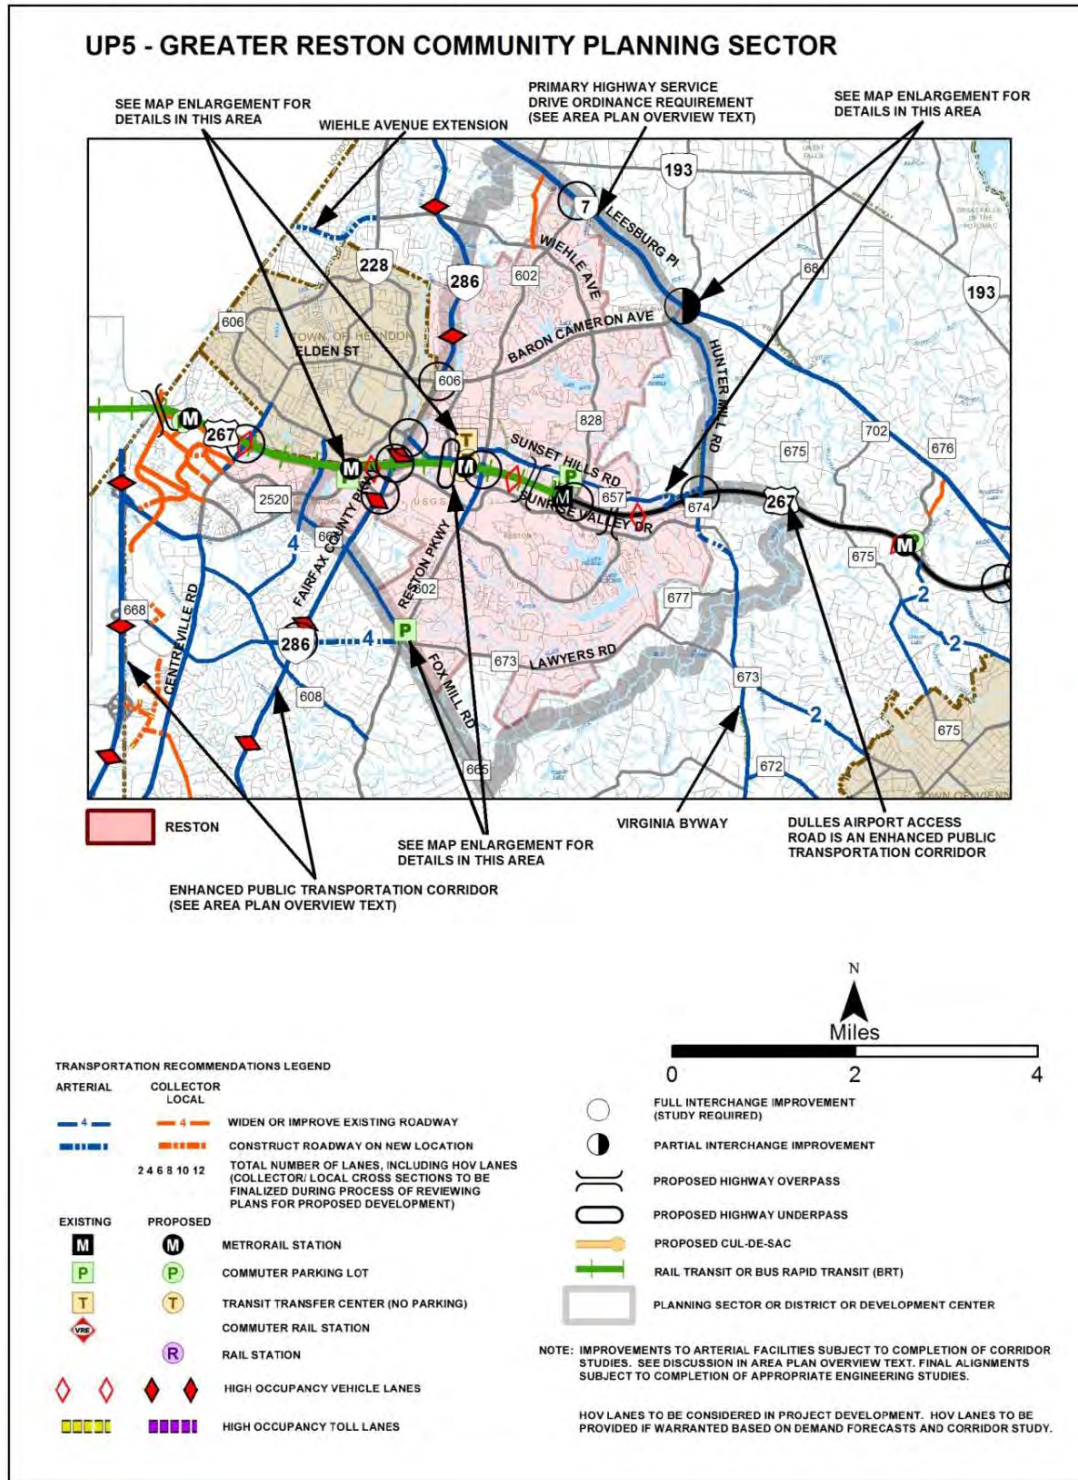 UP5 - GREATER RESTON COMMUNITY PLANNING SECTOR
SEE MAP ENLARGEMENT FOR
DETAILS IN THIS AREA
WIEHLE AVENUE EXTENSION
PRIMARY HIGHWAY SERVICE
DRIVE ORDINANCE REQUIREMENT
(SEE AREA PLAN OVERVIEW TEXT)
SEE MAP ENLARGEMENT FOR
DETAILS IN THIS AREA
193
7
LEESBURG PI
WIEHLE AVE
602
228
286
681
193
606
TOWN OF HERNDON
ELDEN ST
BARON CAMERON AVE
HUNTER MILL RD
606
828
702
676
675
M
267
T
SUNSET HILLS RD
M
M
P
2520
657
M
SUNRISE VALLEY DR
674
267
675
M
P
4
FAIRFAX COUNTY PKWY
RESTON PKWY
602
677
2
668
CENTREVILLE RD
286
4
P
673
LAWYERS RD
2
FOX MILL RD
608
673
2
675
665
672
TOWN OF VIENN
RESTON
SEE MAP ENLARGEMENT FOR
DETAILS IN THIS AREA
VIRGINIA BYWAY
DULLES AIRPORT ACCESS
ROAD IS AN ENHANCED PUBLIC
TRANSPORTATION CORRIDOR
ENHANCED PUBLIC TRANSPORTATION CORRIDOR
(SEE AREA PLAN OVERVIEW TEXT)
N
Miles
0 2 4
TRANSPORTATION RECOMMENDATIONS LEGEND
ARTERIAL COLLECTOR
LOCAL
4 4 WIDEN OR IMPROVE EXISTING ROADWAY
CONSTRUCT ROADWAY ON NEW LOCATION
2 4 6 8 10 12 TOTAL NUMBER OF LANES, INCLUDING HOV LANES
(COLLECTOR/ LOCAL CROSS SECTIONS TO BE
FINALIZED DURING PROCESS OF REVIEWING
PLANS FOR PROPOSED DEVELOPMENT)
EXISTING PROPOSED
M M METRORAIL STATION
P P COMMUTER PARKING LOT
T T TRANSIT TRANSFER CENTER (NO PARKING)
VRE COMMUTER RAIL STATION
R RAIL STATION
HIGH OCCUPANCY VEHICLE LANES
HIGH OCCUPANCY TOLL LANES
FULL INTERCHANGE IMPROVEMENT
(STUDY REQUIRED)
PARTIAL INTERCHANGE IMPROVEMENT
PROPOSED HIGHWAY OVERPASS
PROPOSED HIGHWAY UNDERPASS
PROPOSED CUL-DE-SAC
RAIL TRANSIT OR BUS RAPID TRANSIT (BRT)
PLANNING SECTOR OR DISTRICT OR DEVELOPMENT CENTER
NOTE: IMPROVEMENTS TO ARTERIAL FACILITIES SUBJECT TO COMPLETION OF CORRIDOR
STUDIES. SEE DISCUSSION IN AREA PLAN OVERVIEW TEXT. FINAL ALIGNMENTS
SUBJECT TO COMPLETION OF APPROPRIATE ENGINEERING STUDIES.
HOV LANES TO BE CONSIDERED IN PROJECT DEVELOPMENT. HOV LANES TO BE
PROVIDED IF WARRANTED BASED ON DEMAND FORECASTS AND CORRIDOR STUDY.